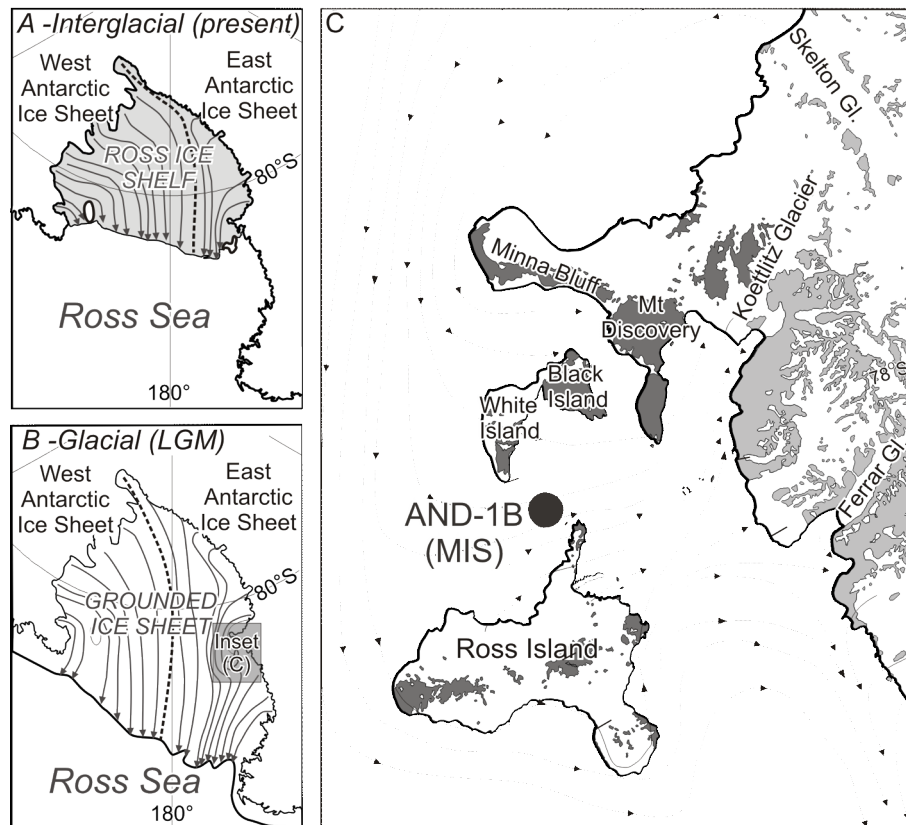 A -Interglacial (present)
West
Antarctic
Ice Sheet
East
Antarctic
Ice Sheet
ROSS ICE
SHELF
80°S
Ross Sea
180°
B -Glacial (LGM)
West
Antarctic
Ice Sheet
East
Antarctic
Ice Sheet
80°S
GROUNDED
ICE SHEET
Inset
(C)
Ross Sea
180°
C
Skelton Gl.
Koettlitz Glacier
Minna Bluff
Mt
Discovery
Black
Island
White
Island
78°S
Ferrar Gl.
AND-1B
(MIS)
Ross Island